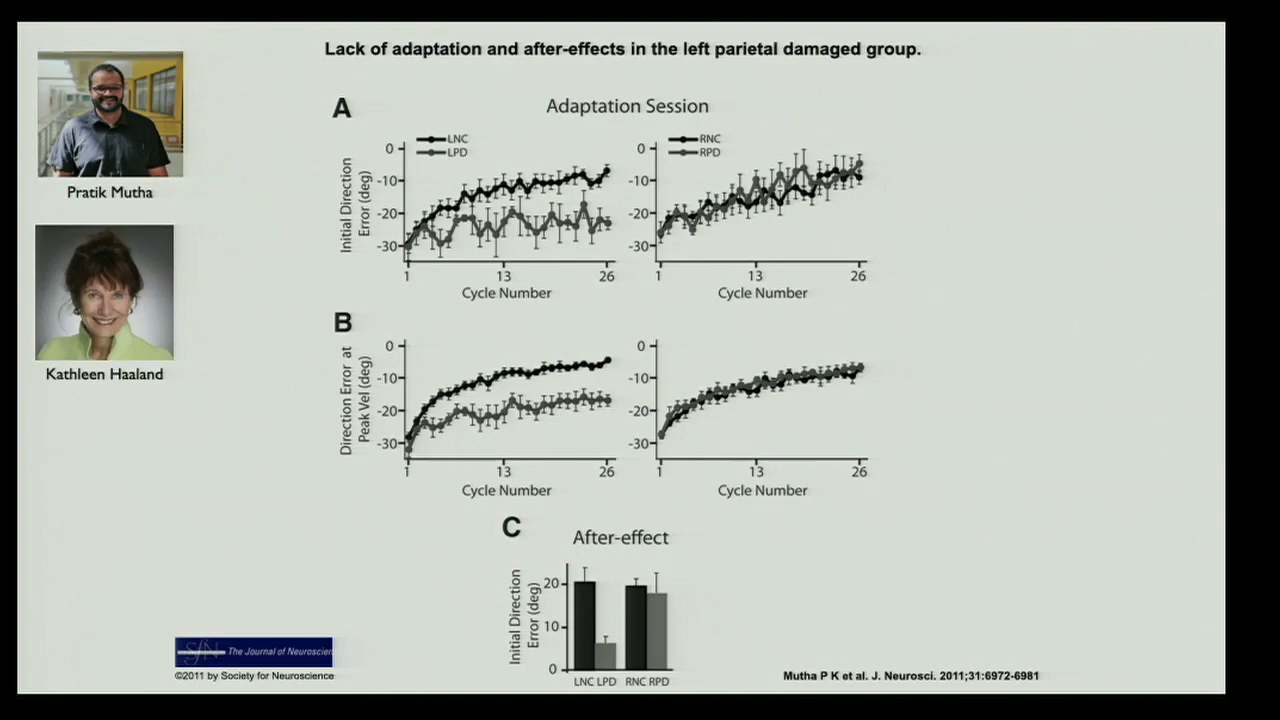 Lack of adaptation and after-effects in the left parietal damaged group.
Pratik Mutha
Kathleen Haaland
A
Adaptation Session
LNC
LPD
RNC
RPD
Initial Direction
Error (deg)
0
-10
-20
-30
1
13
26
Cycle Number
0
-10
-20
-30
1
13
26
Cycle Number
B
Direction Error at
Peak Vel (deg)
0
-10
-20
-30
1
13
26
Cycle Number
0
-10
-20
-30
1
13
26
Cycle Number
C
After-effect
Initial Direction
Error (deg)
20
10
0
LNC LPD RNC RPD
SfN The Journal of Neuroscien
©2011 by Society for Neuroscience
Mutha P K et al. J. Neurosci. 2011;31:6972-6981